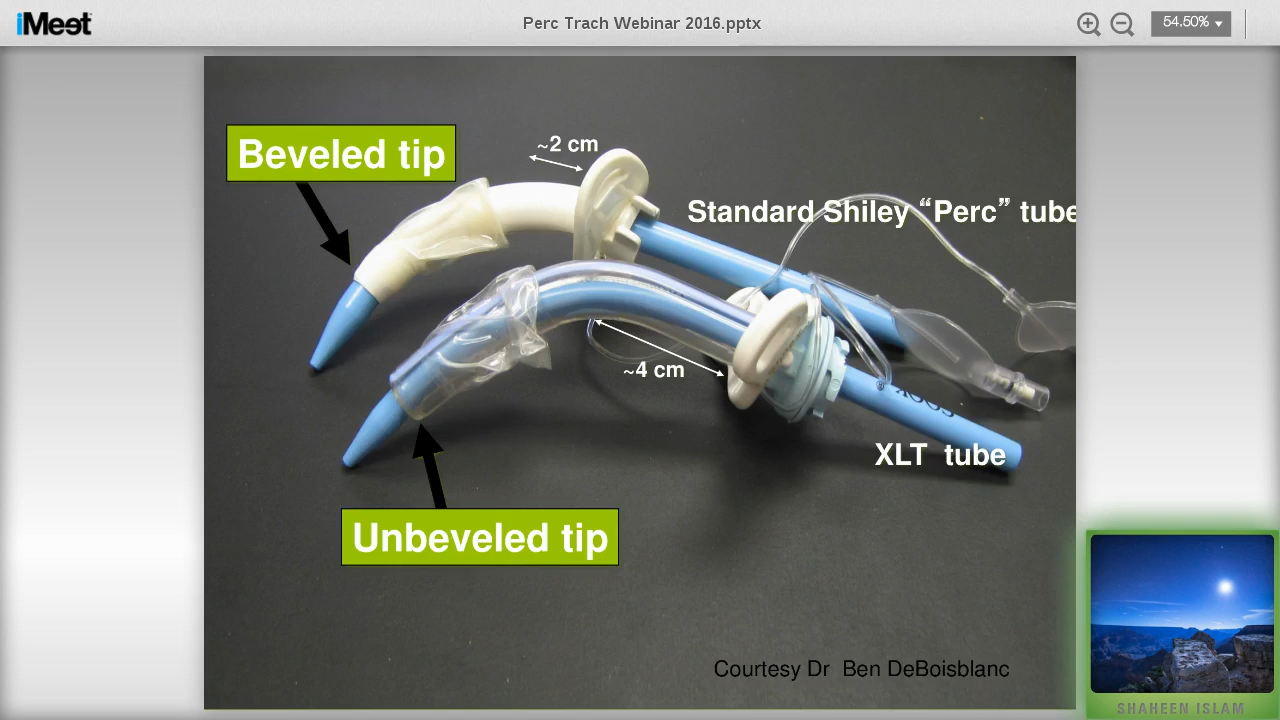 iMeet
Perc Trach Webinar 2016.pptx
54.50%
Beveled tip
~2 cm
Standard Shiley “Perc” tube
~4 cm
COOK
XLT tube
Unbeveled tip
Courtesy Dr Ben DeBoisblanc
SHAHEEN ISLAM